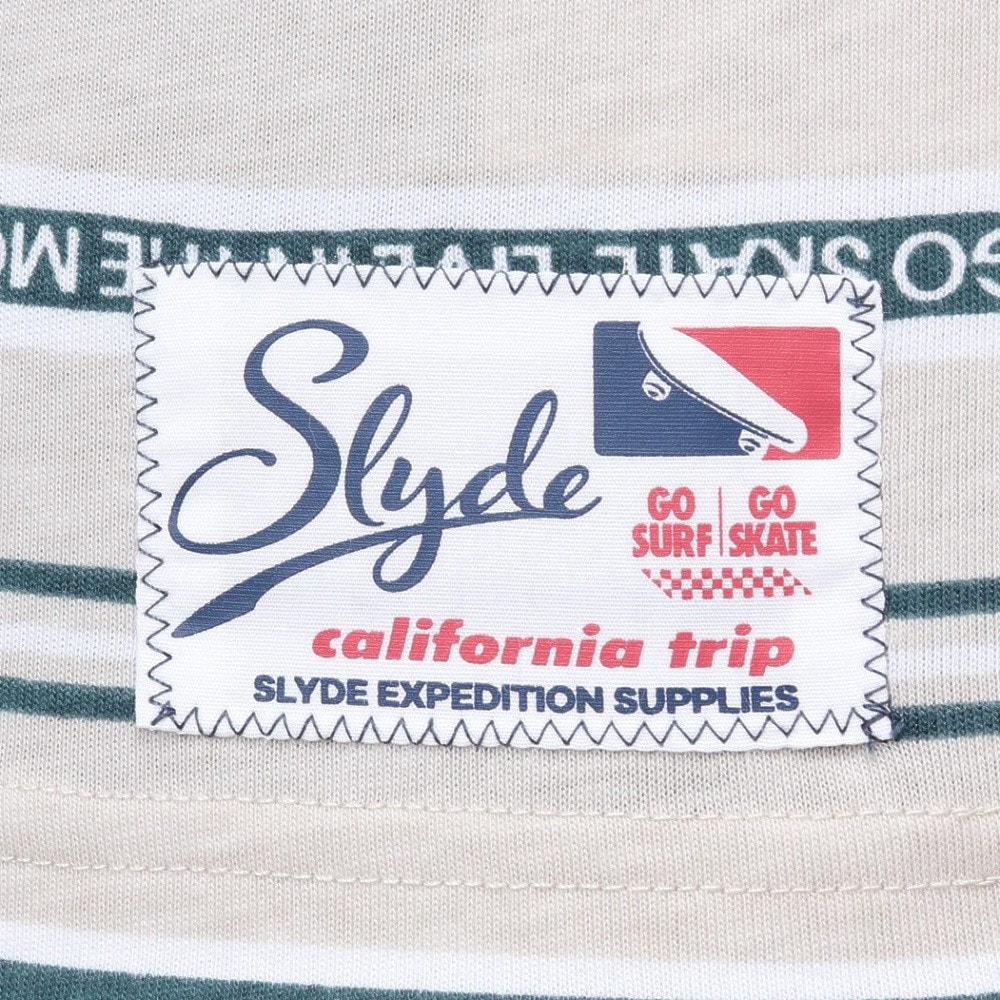 Slyde
GO SURF | GO SKATE
california trip
SLYDE EXPEDITION SUPPLIES